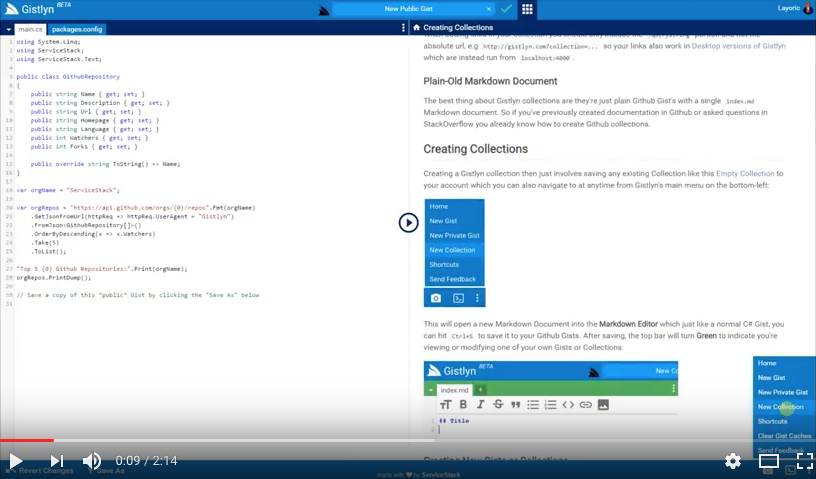 Gistlyn BETA
New Public Gist
×
Layoric
main.cs
packages.config
Creating Collections
1 using System.Linq;
2 using ServiceStack;
3 using ServiceStack.Text;
4
5 public class GithubRepository
6 {
7 public string Name { get; set; }
8 public string Description { get; set; }
9 public string Url { get; set; }
10 public string Homepage { get; set; }
11 public string Language { get; set; }
12 public int Watchers { get; set; }
13 public int Forks { get; set; }
14
15 public override string ToString() => Name;
16 }
17
18 var orgName = "ServiceStack";
19
20 var orgRepos = "https://api.github.com/orgs/{0}/repos".Fmt(orgName)
21 .GetJsonFromUrl(httpReq => httpReq.UserAgent = "Gistlyn")
22 .FromJson<GithubRepository[]>()
23 .OrderByDescending(x => x.Watchers)
24 .Take(5)
25 .ToList();
26
27 "Top 5 {0} Github Repositories:".Print(orgName);
28 orgRepos.PrintDump();
29
30 // Save a copy of this "public" Gist by clicking the "Save As" below
31
absolute url, e.g http://gistlyn.com?collection=... so your links also work in Desktop versions of Gistlyn
which are instead run from localhost:4000 .
Plain-Old Markdown Document
The best thing about Gistlyn collections are they're just plain Github Gist's with a single index.md
Markdown document. So if you've previously created documentation in Github or asked questions in
StackOverflow you already know how to create Github collections.
Creating Collections
Creating a Gistlyn collection then just involves saving any existing Collection like this Empty Collection to
your account which you can also navigate to at anytime from Gistlyn's main menu on the bottom-left:
Home
New Gist
New Private Gist
New Collection
Shortcuts
Send Feedback
This will open a new Markdown Document into the Markdown Editor which just like a normal C# Gist, you
can hit Ctrl+S to save it to your Github Gists. After saving, the top bar will turn Green to indicate you're
viewing or modifying one of your own Gists or Collections:
Gistlyn BETA
New Co
index.md
+
1 ## Title
2
Home
New Gist
New Private Gist
New Collection
Shortcuts
Clear Gist Caches
Send Feedback
Creating New Gists or Collections
0:09 / 2:14
Revert Changes
Save As
made with ♥ by ServiceStack